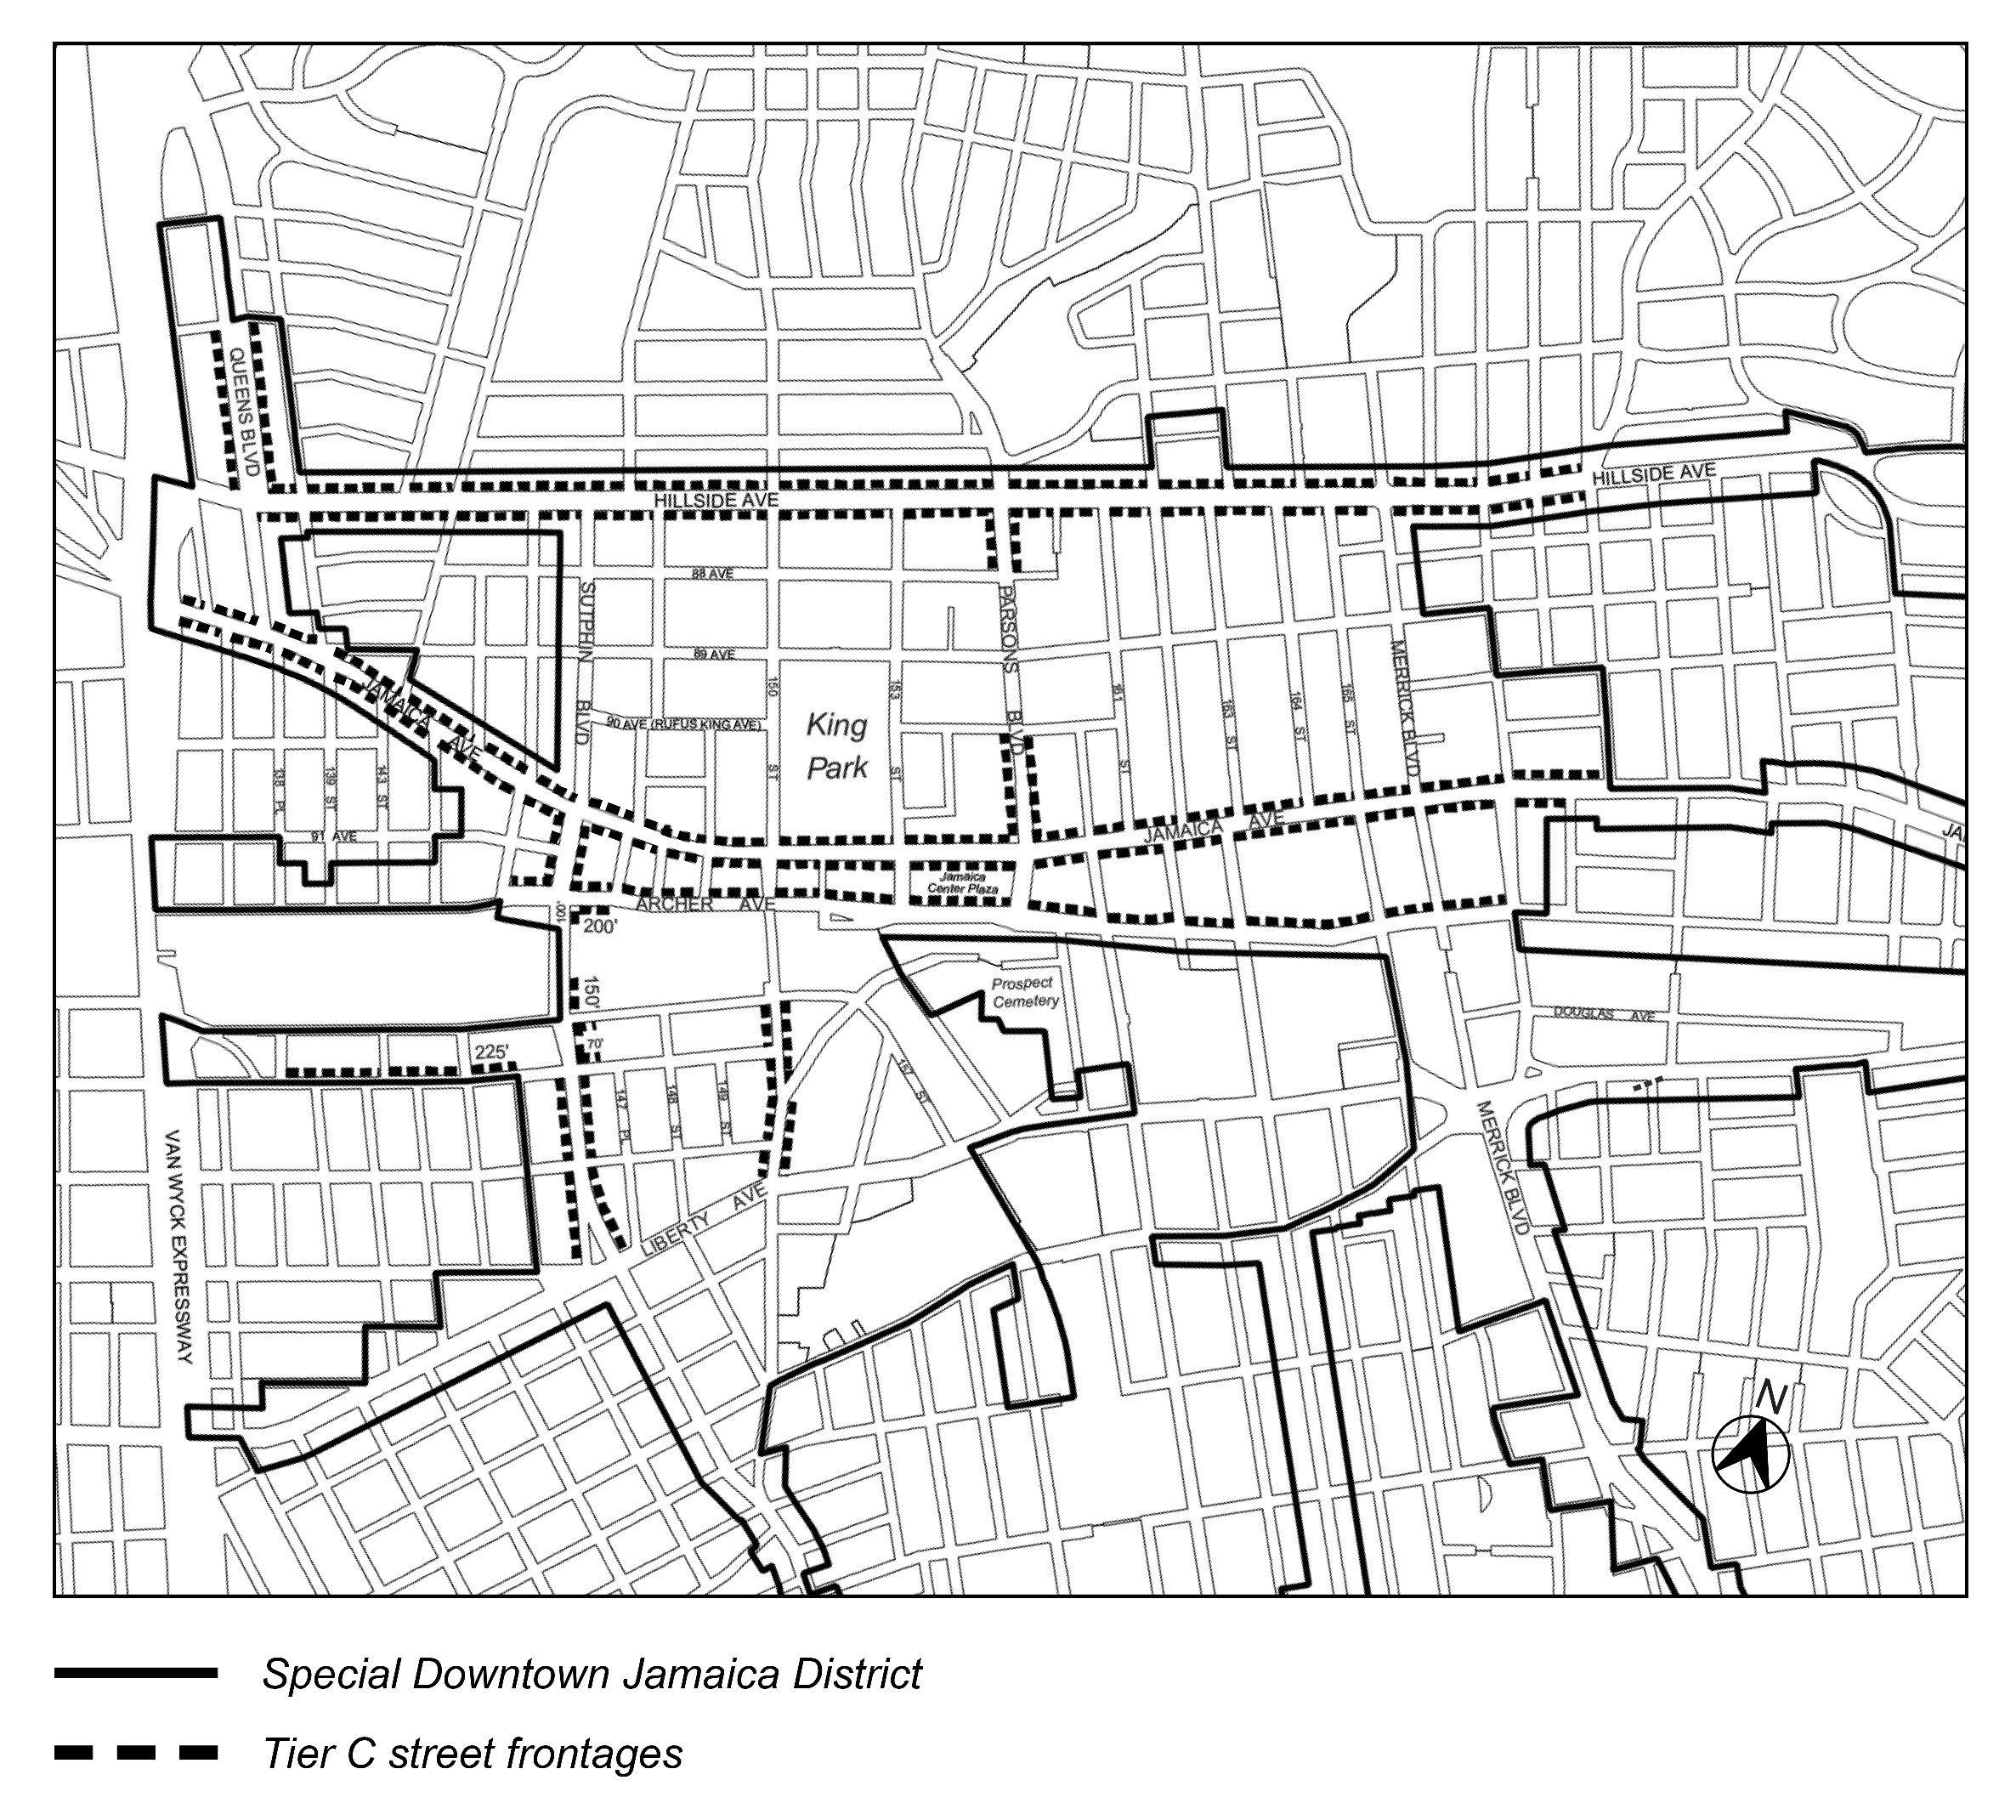 QUEENS BLVD
HILLSIDE AVE
HILLSIDE AVE
88 AVE
SUTPHIN BLVD
PARSONS BLVD
89 AVE
MERRICK BLVD
150 ST
153 ST
161 ST
163 ST
164 ST
165 ST
JAMAICA AVE
90 AVE (RUFUS KING AVE)
King
Park
138 PL
139 ST
143 ST
91 AVE
JAMAICA AVE
JA
Jamaica
Center Plaza
ARCHER AVE
100'
200'
150'
Prospect
Cemetery
DOUGLAS AVE
70'
225'
147 PL
148 ST
149 ST
157 ST
VAN WYCK EXPRESSWAY
LIBERTY AVE
MERRICK BLVD
N
Special Downtown Jamaica District
Tier C street frontages